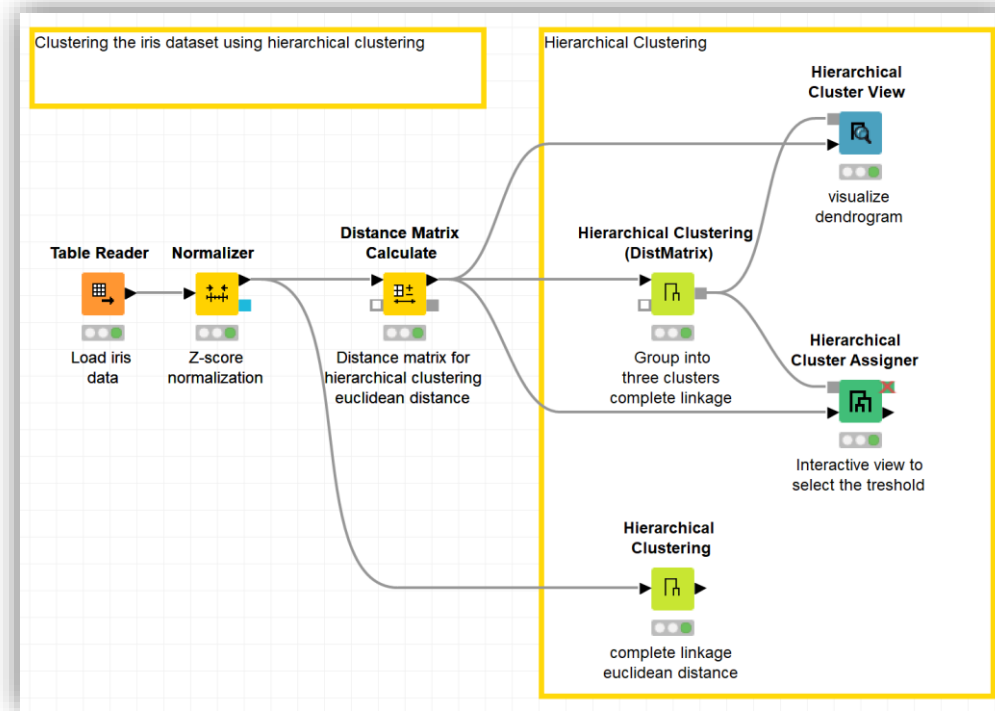 Clustering the iris dataset using hierarchical clustering
Hierarchical Clustering
Hierarchical
Cluster View
visualize
dendrogram
Table Reader
Load iris
data
Normalizer
Z-score
normalization
Distance Matrix
Calculate
Distance matrix for
hierarchical clustering
euclidean distance
Hierarchical Clustering
(DistMatrix)
Group into
three clusters
complete linkage
Hierarchical
Cluster Assigner
Interactive view to
select the treshold
Hierarchical
Clustering
complete linkage
euclidean distance